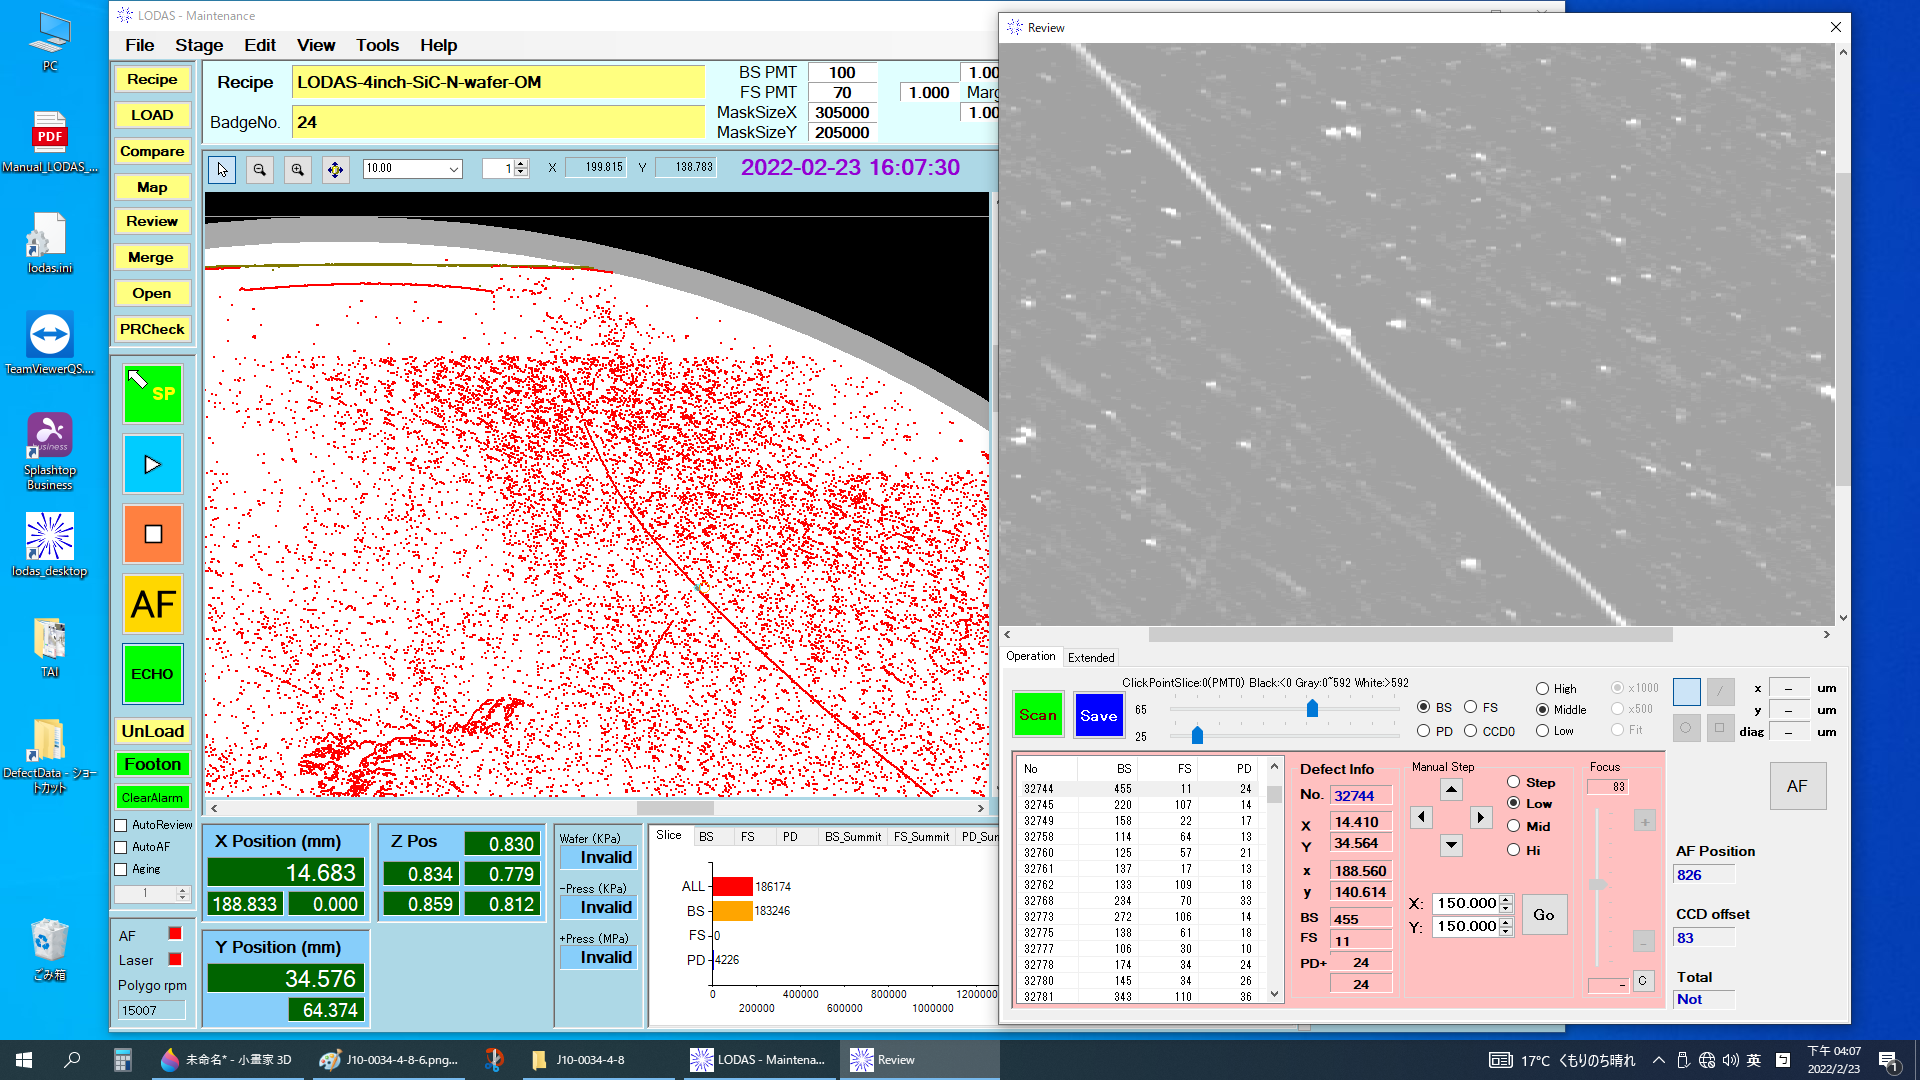 PC
Manual_LODAS_...
lodas.ini
TeamViewerQS....
Splashtop
Business
lodas_desktop
TAI
DefectData - ショー
トカット
ごみ箱
LODAS - Maintenance
File Stage Edit View Tools Help
Recipe
LOAD
Compare
Map
Review
Merge
Open
PRCheck
SP
AF
ECHO
UnLoad
Footon
ClearAlarm
AutoReview
AutoAF
Aging
1
AF
Laser
Polygo rpm
15007
Recipe LODAS-4inch-SiC-N-wafer-OM
BadgeNo. 24
BS PMT 100 1.00
FS PMT 70 1.000 Marg
MaskSizeX 305000 1.00
MaskSizeY 205000
10.00 1 X 199.815 Y 138.783 2022-02-23 16:07:30
X Position (mm)
14.683
188.833 0.000
Y Position (mm)
34.576
64.374
Z Pos 0.830
0.834 0.779
0.859 0.812
Wafer (KPa)
Invalid
-Press (KPa)
Invalid
+Press (MPa)
Invalid
Slice BS FS PD BS_Summit FS_Summit PD_Sum
ALL 186174
BS 183246
FS 0
PD 4226
0 400000 800000 1200000
200000 600000 1000000
Review
Operation Extended
ClickPointSlice:0(PMT0) Black:<0 Gray:0~592 White:>592
Scan Save
65
25
BS FS
PD CCD0
High
Middle
Low
x1000
x500
Fit
x – um
y – um
diag – um
No BS FS PD
32744 455 11 24
32745 220 107 14
32749 158 22 17
32758 114 64 13
32760 125 57 21
32761 137 17 13
32762 133 109 18
32768 234 70 33
32773 272 106 14
32775 138 61 18
32777 106 30 10
32778 174 34 24
32780 145 34 26
32781 343 110 36
Defect Info
No. 32744
X 14.410
Y 34.564
x 188.560
y 140.614
BS 455
FS 11
PD+ 24
24
Manual Step
Step
Low
Mid
Hi
X: 150.000
Y: 150.000
Go
Focus
83
+
–
– C
AF
AF Position
826
CCD offset
83
Total
Not
未命名* - 小畫家 3D
J10-0034-4-8-6.png...
J10-0034-4-8
LODAS - Maintena...
Review
17°C くもりのち晴れ
英
下午 04:07
2022/2/23
1